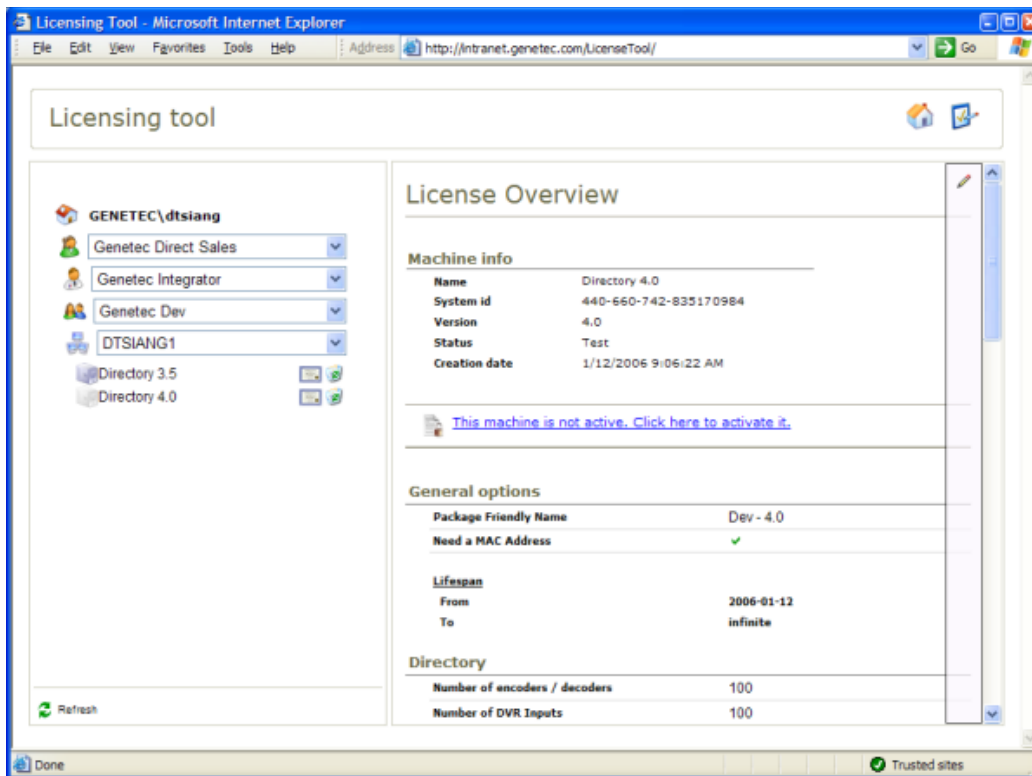 Licensing Tool - Microsoft Internet Explorer
File Edit View Favorites Tools Help Address http://intranet.genetec.com/LicenseTool/ Go
Licensing tool
GENETEC\dtsiang
Genetec Direct Sales
Genetec Integrator
Genetec Dev
DTSIANG1
Directory 3.5
Directory 4.0
Refresh
License Overview
Machine info
Name Directory 4.0
System id 440-660-742-835170984
Version 4.0
Status Test
Creation date 1/12/2006 9:06:22 AM
This machine is not active. Click here to activate it.
General options
Package Friendly Name Dev - 4.0
Need a MAC Address
Lifespan
From 2006-01-12
To infinite
Directory
Number of encoders / decoders 100
Number of DVR Inputs 100
Done Trusted sites